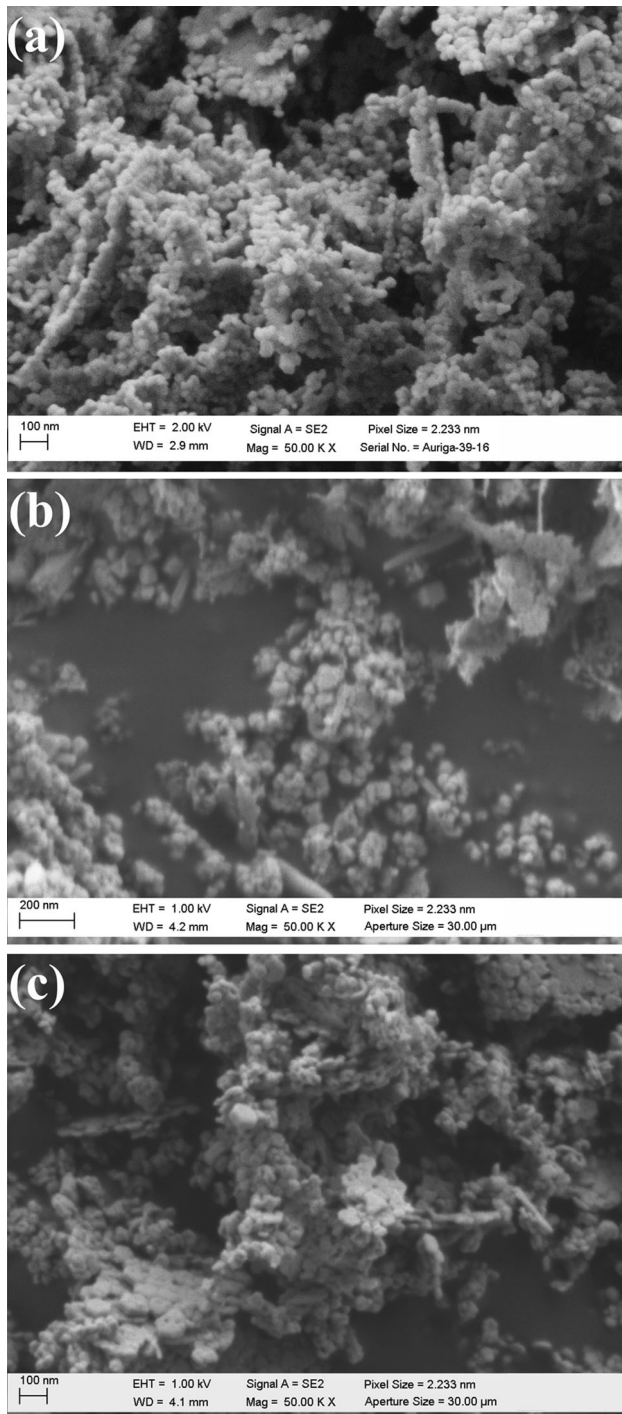 (a)
100 nm EHT = 2.00 kV Signal A = SE2 Pixel Size = 2.233 nm
WD = 2.9 mm Mag = 50.00 K X Serial No. = Auriga-39-16
(b)
200 nm EHT = 1.00 kV Signal A = SE2 Pixel Size = 2.233 nm
WD = 4.2 mm Mag = 50.00 K X Aperture Size = 30.00 µm
(c)
100 nm EHT = 1.00 kV Signal A = SE2 Pixel Size = 2.233 nm
WD = 4.1 mm Mag = 50.00 K X Aperture Size = 30.00 µm